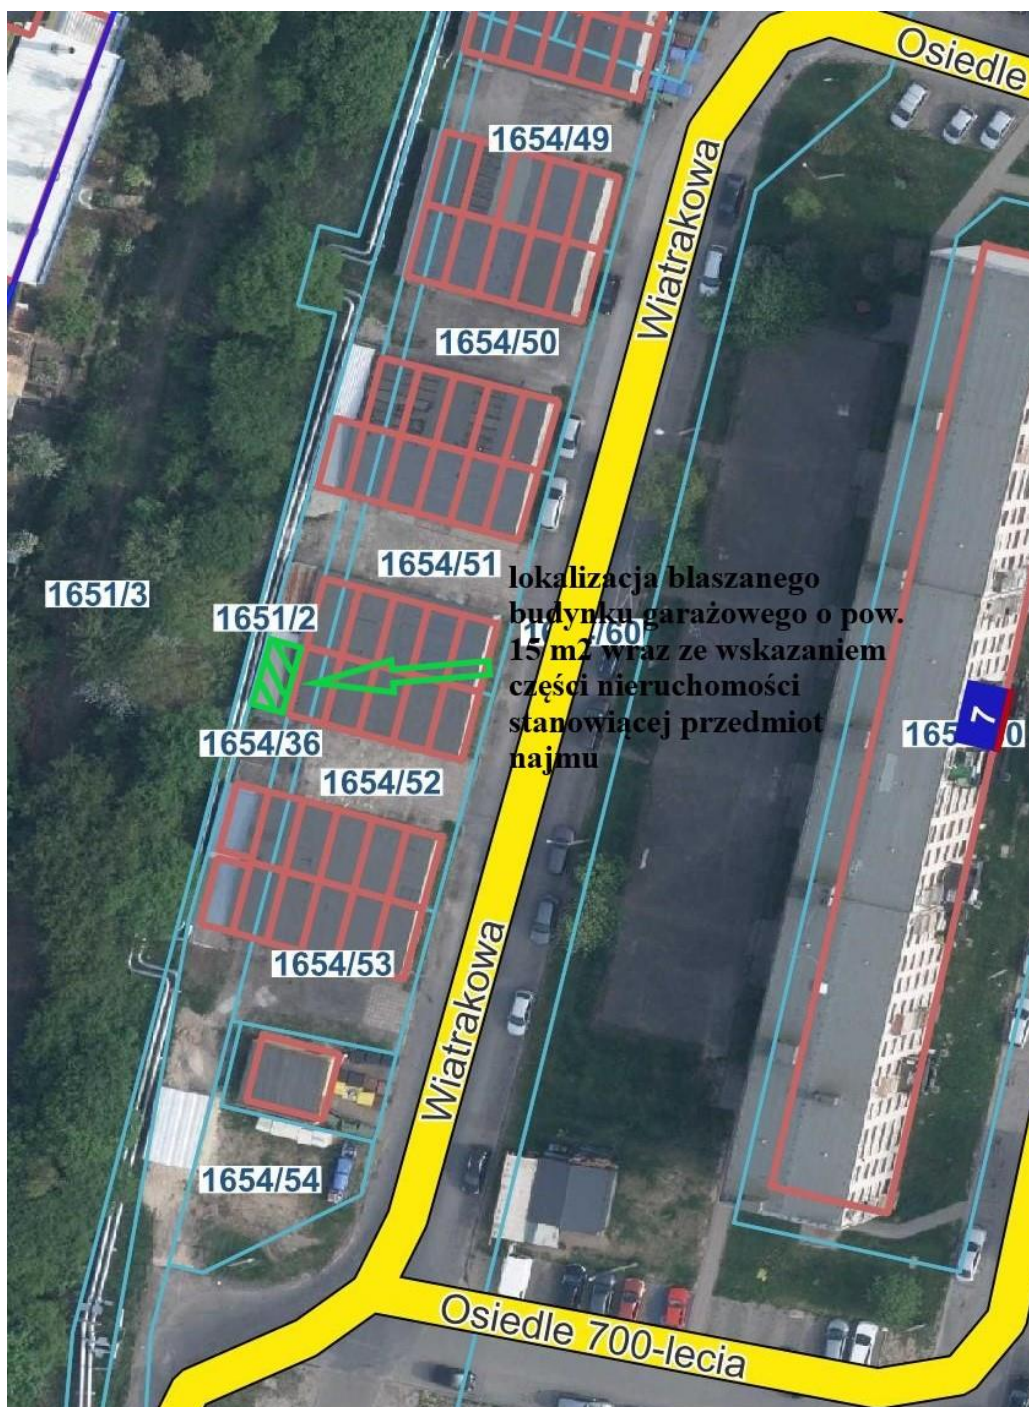 Osiedle
1654/49
Wiatrakowa
1654/50
1654/51
1651/3
lokalizacja blaszanego
budynku garażowego o pow.
15 m2 wraz ze wskazaniem
części nieruchomości
stanowiącej przedmiot
najmu
1651/2
/60
7
1654/36
1654/52
1654/53
Wiatrakowa
1654/54
Osiedle 700-lecia